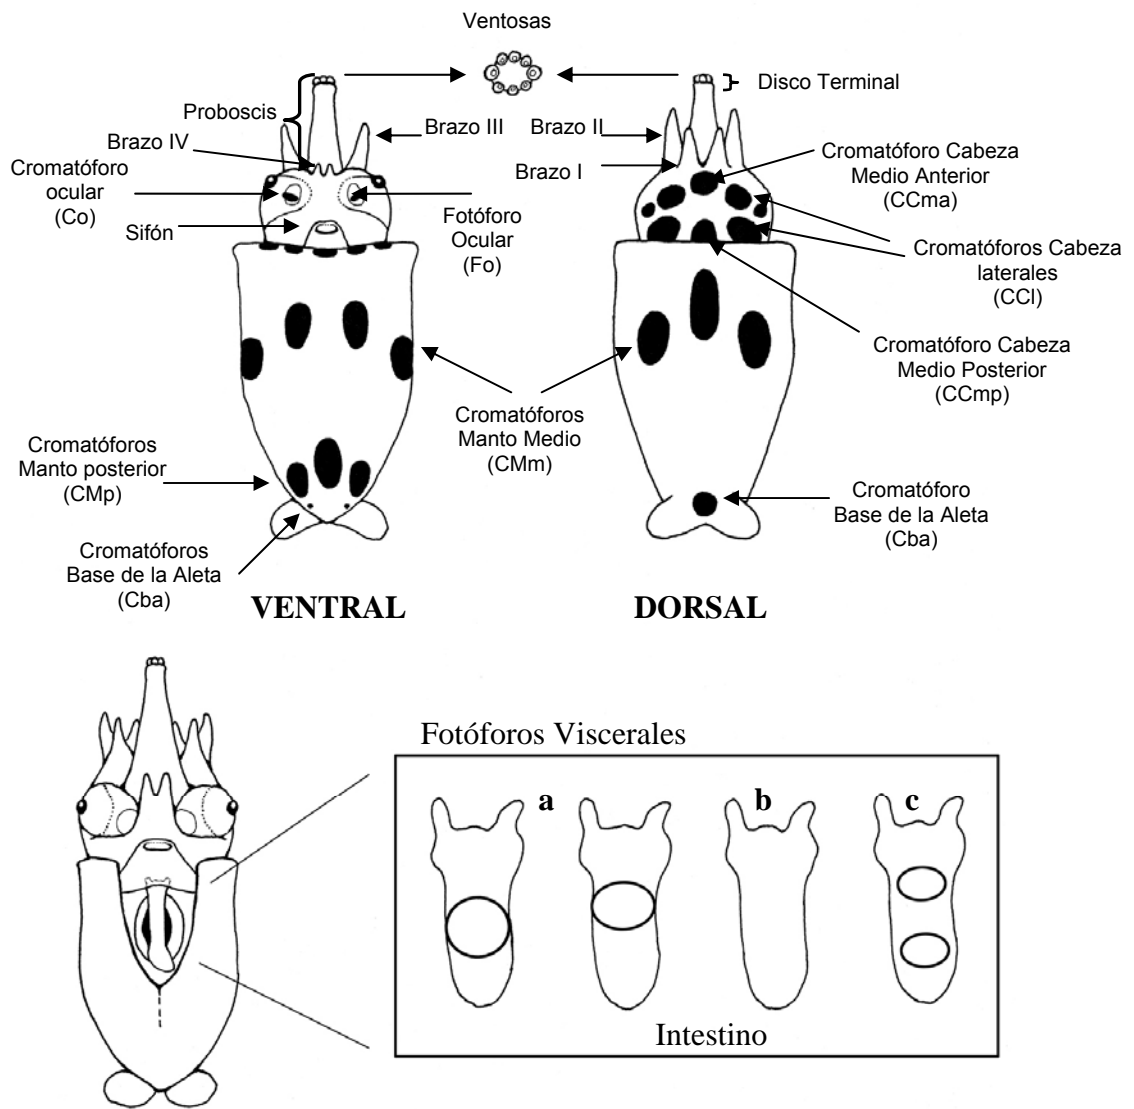 Ventosas
Disco Terminal
Proboscis
Brazo III
Brazo II
Brazo IV
Brazo I
Cromatóforo
ocular
(Co)
Sifón
Fotóforo
Ocular
(Fo)
Cromatóforo Cabeza
Medio Anterior
(CCma)
Cromatóforos Cabeza
laterales
(CCl)
Cromatóforo Cabeza
Medio Posterior
(CCmp)
Cromatóforos
Manto Medio
(CMm)
Cromatóforos
Manto posterior
(CMp)
Cromatóforo
Base de la Aleta
(Cba)
Cromatóforos
Base de la Aleta
(Cba)
VENTRAL
DORSAL
Fotóforos Viscerales
a
b
c
Intestino